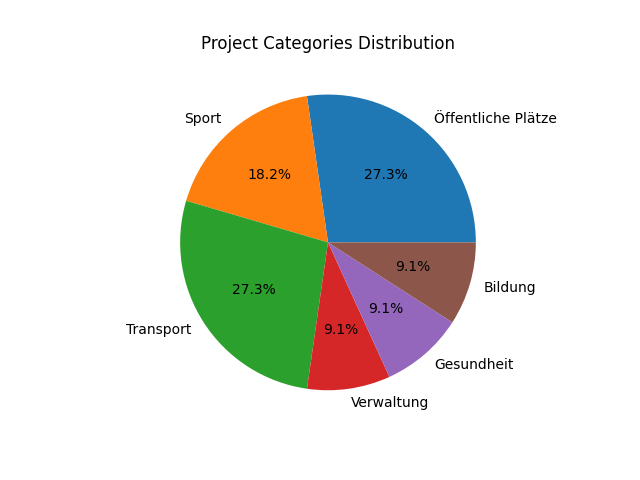 Project Categories Distribution
Öffentliche Plätze
27.3%
Sport
18.2%
Transport
27.3%
Verwaltung
9.1%
Gesundheit
9.1%
Bildung
9.1%